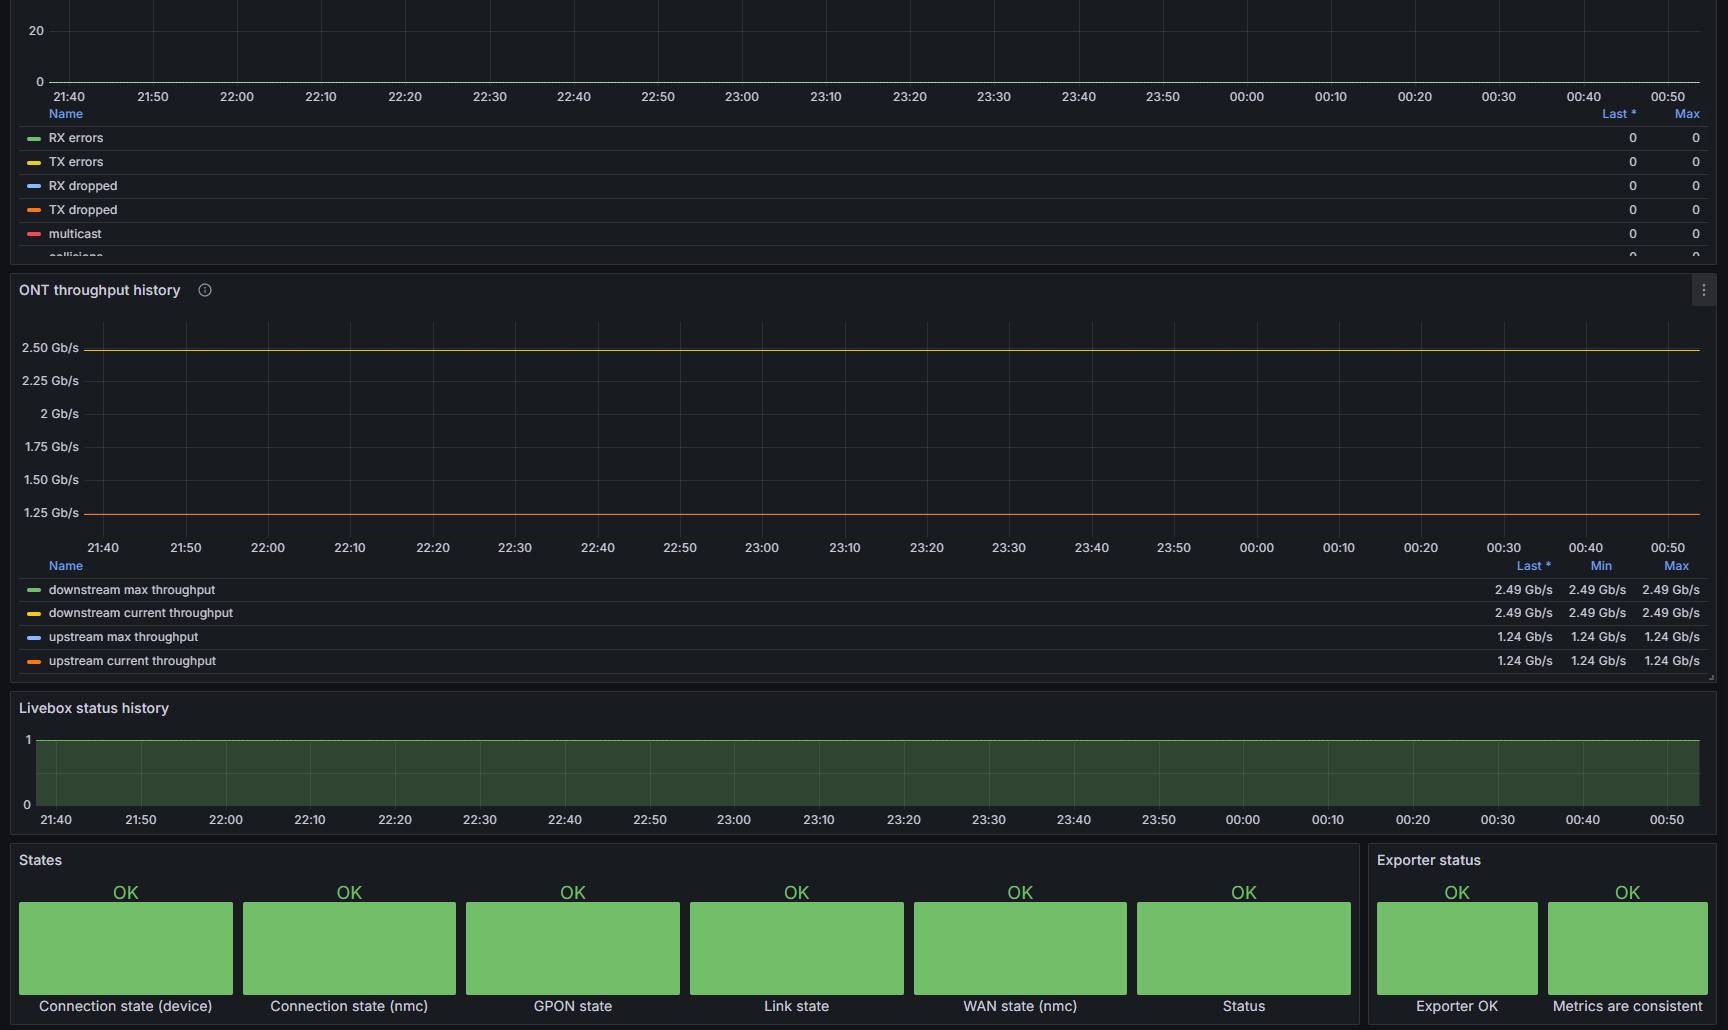 20
0
21:40 21:50 22:00 22:10 22:20 22:30 22:40 22:50 23:00 23:10 23:20 23:30 23:40 23:50 00:00 00:10 00:20 00:30 00:40 00:50
Name Last * Max
RX errors 0 0
TX errors 0 0
RX dropped 0 0
TX dropped 0 0
multicast 0 0
collisions 0 0
ONT throughput history
2.50 Gb/s
2.25 Gb/s
2 Gb/s
1.75 Gb/s
1.50 Gb/s
1.25 Gb/s
21:40 21:50 22:00 22:10 22:20 22:30 22:40 22:50 23:00 23:10 23:20 23:30 23:40 23:50 00:00 00:10 00:20 00:30 00:40 00:50
Name Last * Min Max
downstream max throughput 2.49 Gb/s 2.49 Gb/s 2.49 Gb/s
downstream current throughput 2.49 Gb/s 2.49 Gb/s 2.49 Gb/s
upstream max throughput 1.24 Gb/s 1.24 Gb/s 1.24 Gb/s
upstream current throughput 1.24 Gb/s 1.24 Gb/s 1.24 Gb/s
Livebox status history
1
0
21:40 21:50 22:00 22:10 22:20 22:30 22:40 22:50 23:00 23:10 23:20 23:30 23:40 23:50 00:00 00:10 00:20 00:30 00:40 00:50
States
OK OK OK OK OK OK
Connection state (device) Connection state (nmc) GPON state Link state WAN state (nmc) Status
Exporter status
OK OK
Exporter OK Metrics are consistent